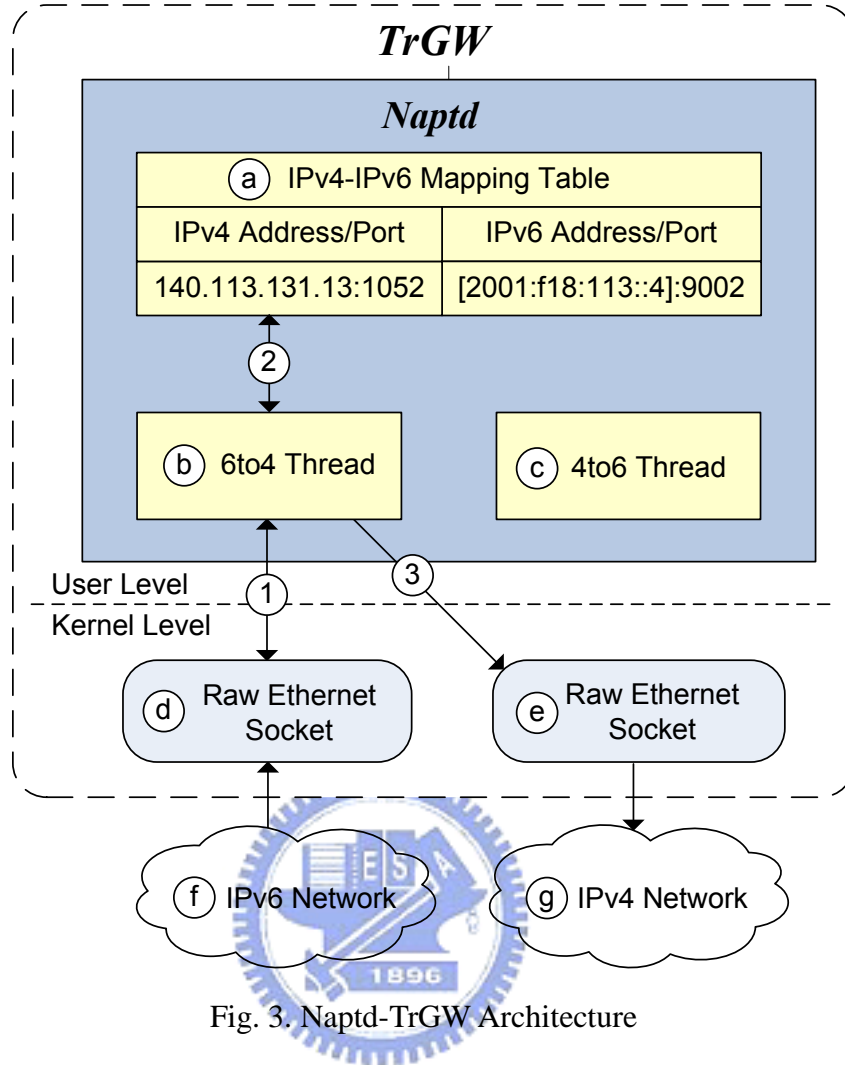 TrGW
Naptd
a IPv4-IPv6 Mapping Table
IPv4 Address/Port IPv6 Address/Port
140.113.131.13:1052 [2001:f18:113::4]:9002
2
b 6to4 Thread
c 4to6 Thread
3
User Level
1
Kernel Level
d Raw Ethernet
Socket
e Raw Ethernet
Socket
E S A
f IPv6 Network
g IPv4 Network
1896
Fig. 3. Naptd-TrGW Architecture